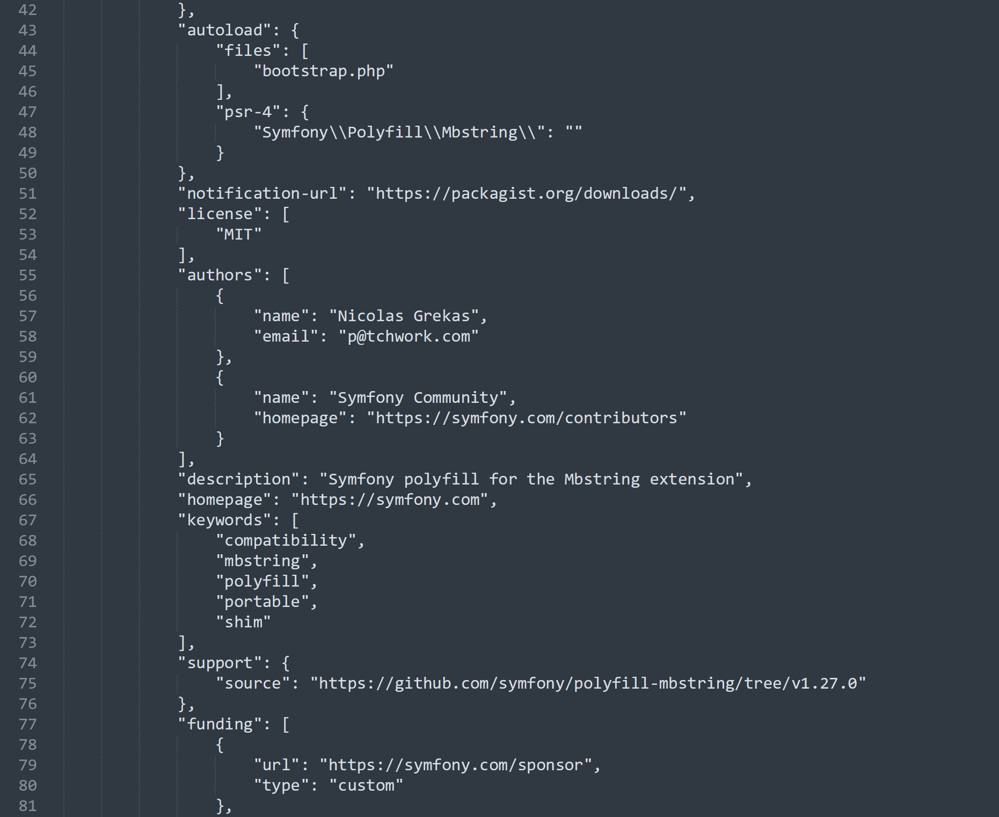 42 },
43 "autoload": {
44 "files": [
45 "bootstrap.php"
46 ],
47 "psr-4": {
48 "Symfony\\Polyfill\\Mbstring\\": ""
49 }
50 },
51 "notification-url": "https://packagist.org/downloads/",
52 "license": [
53 "MIT"
54 ],
55 "authors": [
56 {
57 "name": "Nicolas Grekas",
58 "email": "p@tchwork.com"
59 },
60 {
61 "name": "Symfony Community",
62 "homepage": "https://symfony.com/contributors"
63 }
64 ],
65 "description": "Symfony polyfill for the Mbstring extension",
66 "homepage": "https://symfony.com",
67 "keywords": [
68 "compatibility",
69 "mbstring",
70 "polyfill",
71 "portable",
72 "shim"
73 ],
74 "support": {
75 "source": "https://github.com/symfony/polyfill-mbstring/tree/v1.27.0"
76 },
77 "funding": [
78 {
79 "url": "https://symfony.com/sponsor",
80 "type": "custom"
81 },